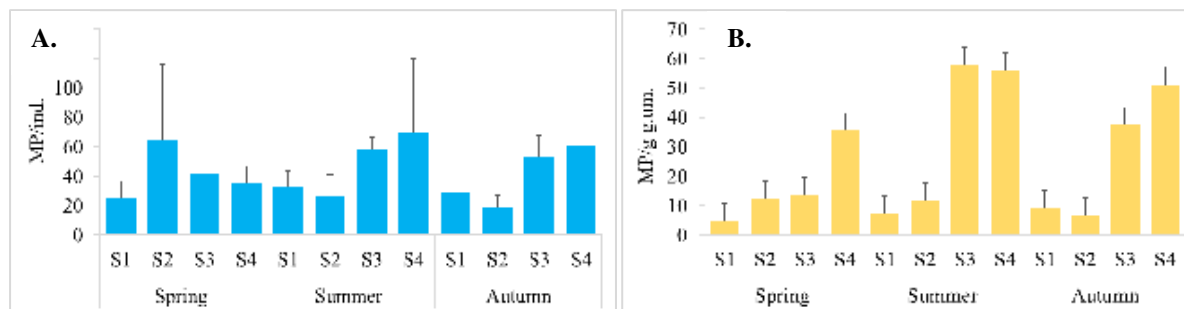 A.
MP/ind.
100
80
60
40
20
0
S1 S2 S3 S4 S1 S2 S3 S4 S1 S2 S3 S4
Spring Summer Autumn
B.
MP/g g.um.
70
60
50
40
30
20
10
0
S1 S2 S3 S4 S1 S2 S3 S4 S1 S2 S3 S4
Spring Summer Autumn